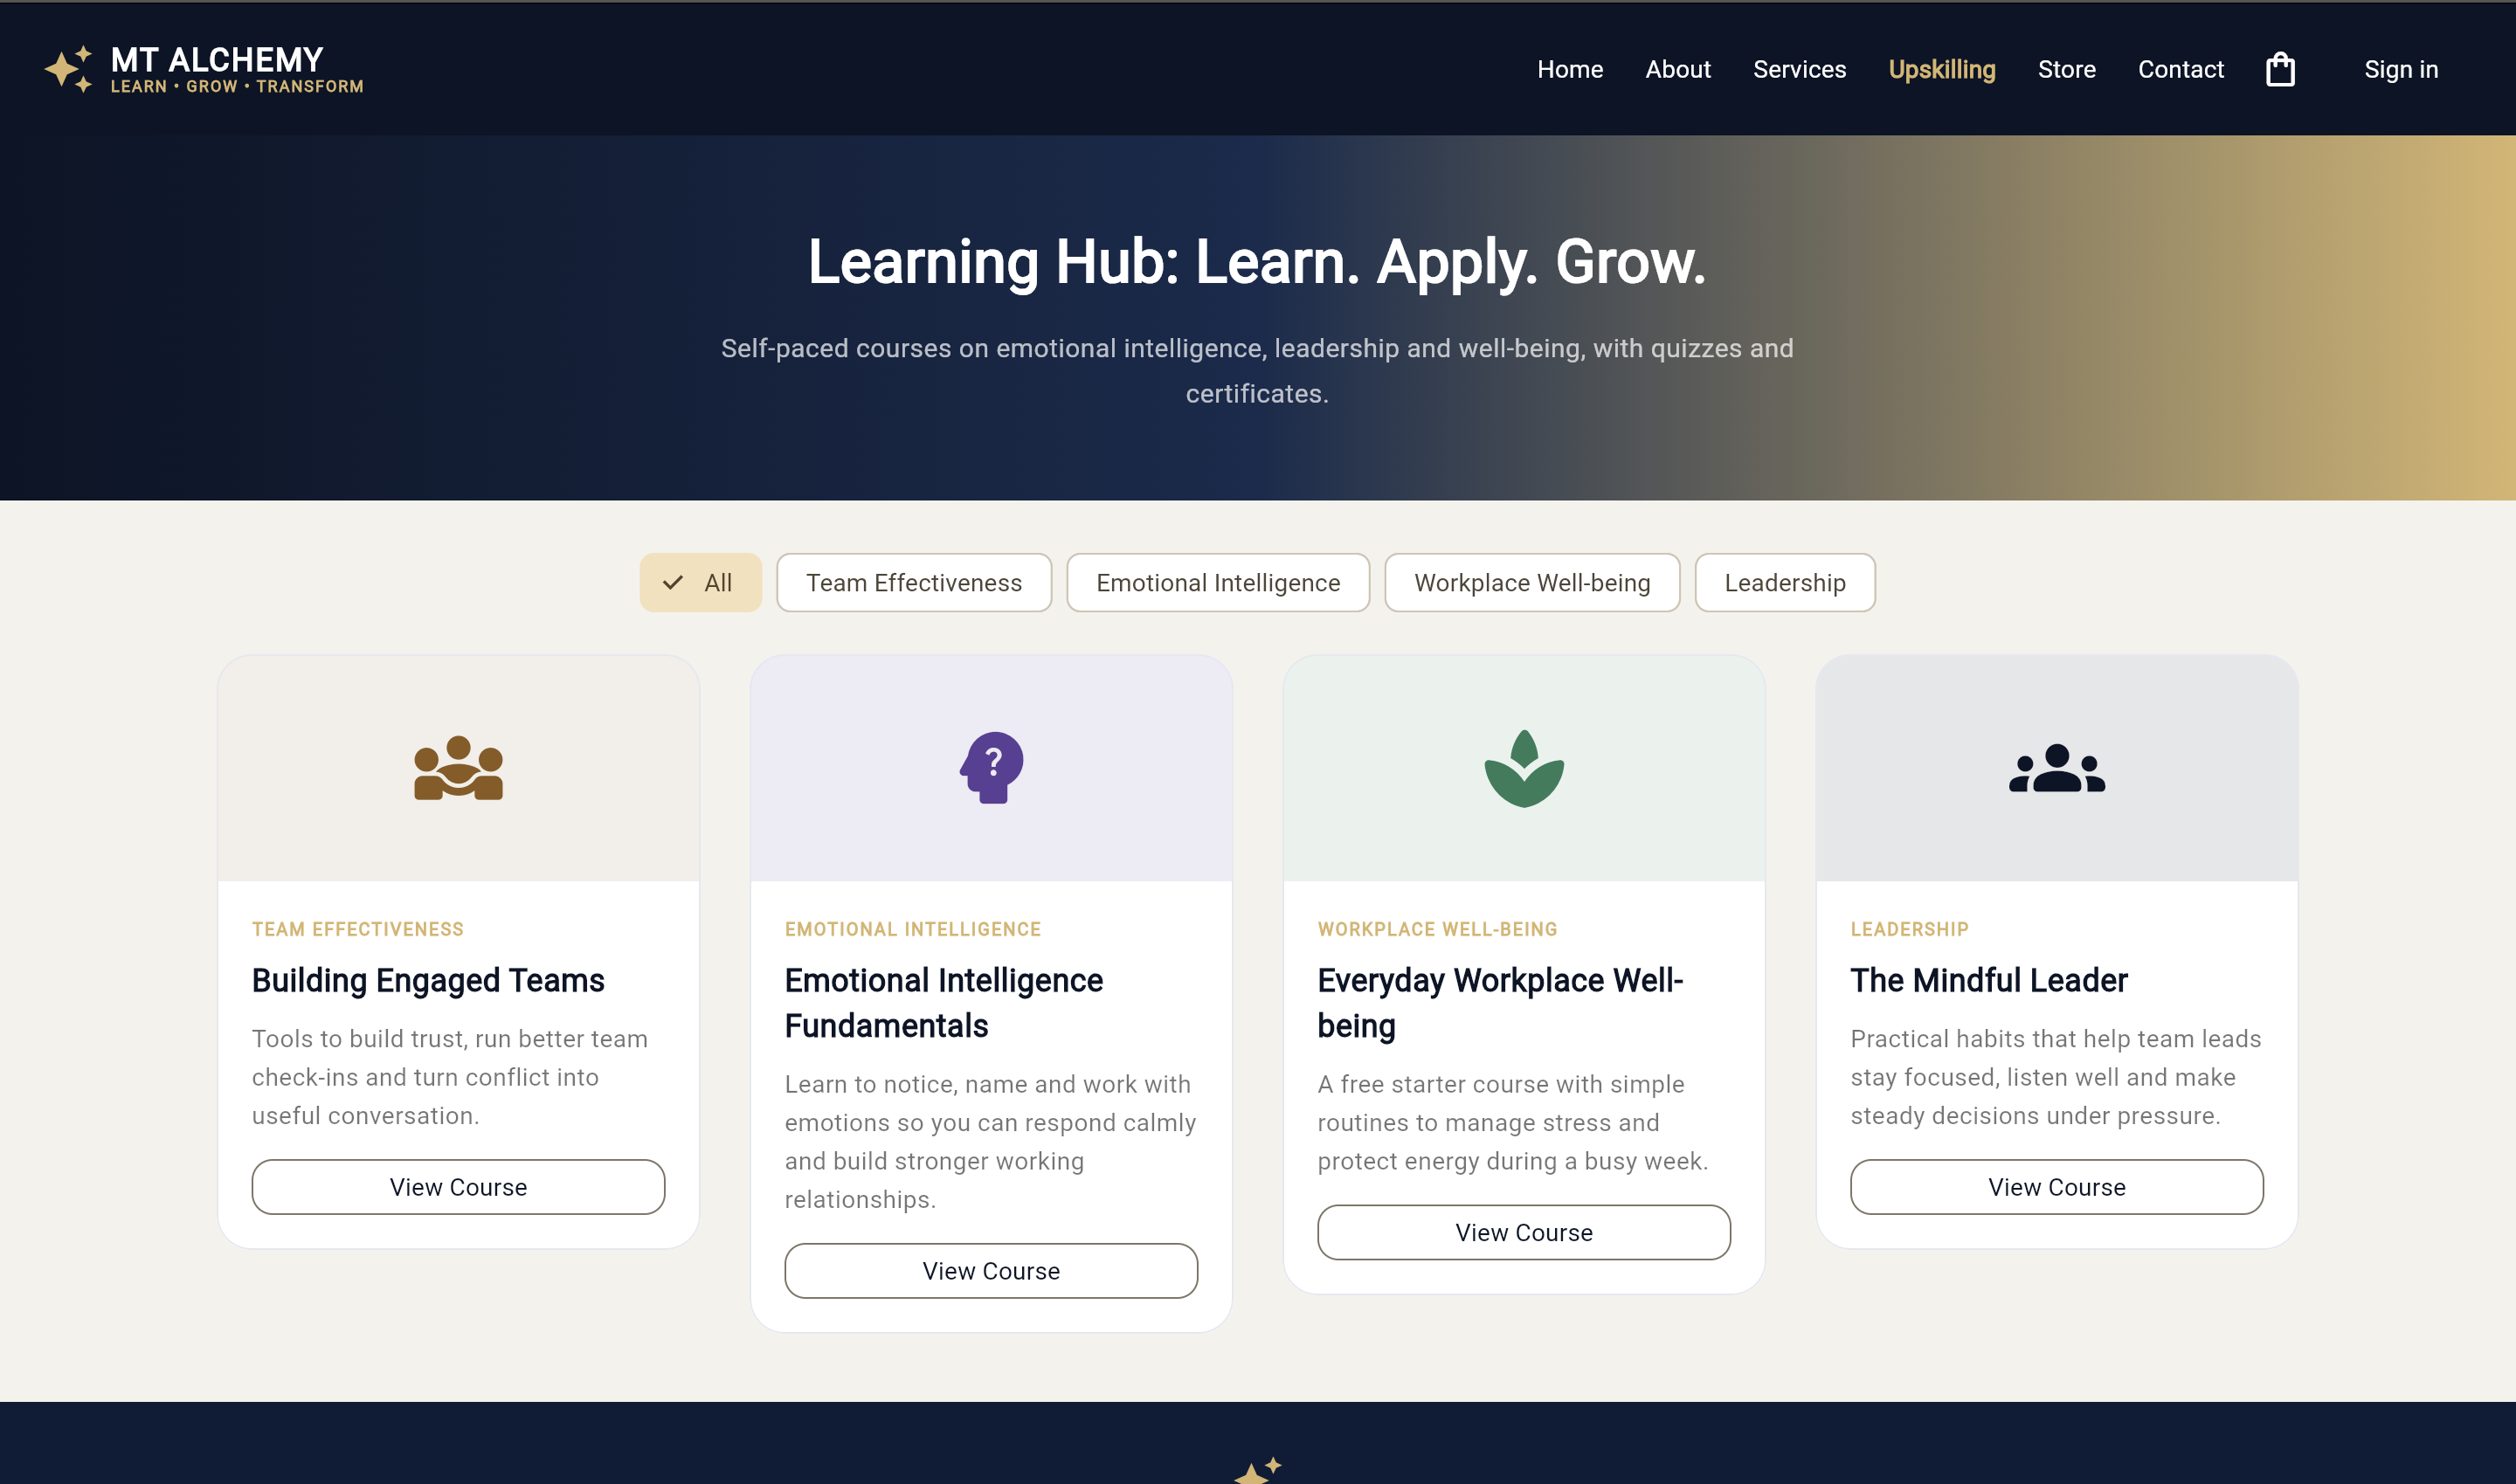 MT ALCHEMY
LEARN • GROW • TRANSFORM
Home
About
Services
Upskilling
Store
Contact
Sign in
Learning Hub: Learn. Apply. Grow.
Self-paced courses on emotional intelligence, leadership and well-being, with quizzes and
certificates.
All
Team Effectiveness
Emotional Intelligence
Workplace Well-being
Leadership
TEAM EFFECTIVENESS
Building Engaged Teams
Tools to build trust, run better team
check-ins and turn conflict into
useful conversation.
View Course
EMOTIONAL INTELLIGENCE
Emotional Intelligence
Fundamentals
Learn to notice, name and work with
emotions so you can respond calmly
and build stronger working
relationships.
View Course
WORKPLACE WELL-BEING
Everyday Workplace Well-
being
A free starter course with simple
routines to manage stress and
protect energy during a busy week.
View Course
LEADERSHIP
The Mindful Leader
Practical habits that help team leads
stay focused, listen well and make
steady decisions under pressure.
View Course